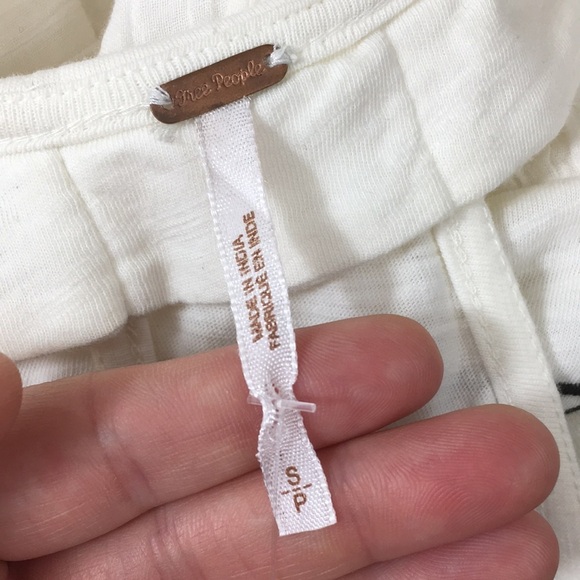 Free People
MADE IN INDIA
FABRIQUÉ EN INDE
S
P